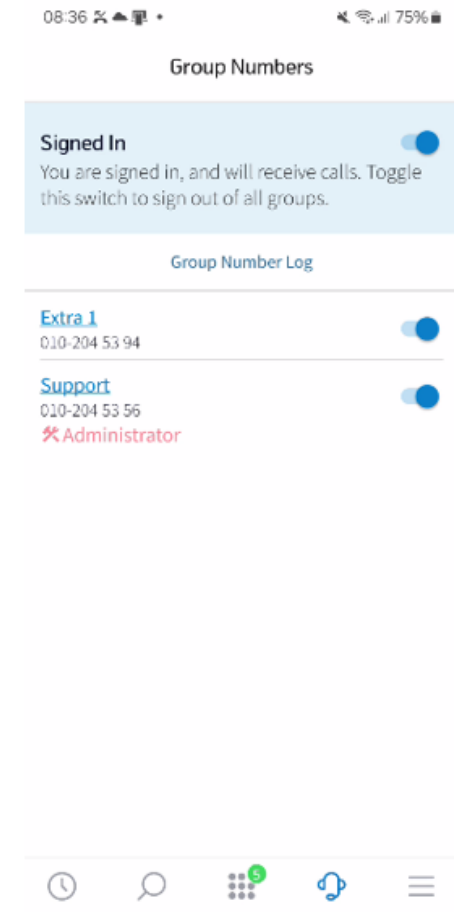 08:36
75%
Group Numbers
Signed In
You are signed in, and will receive calls. Toggle
this switch to sign out of all groups.
Group Number Log
Extra 1
010-204 53 94
Support
010-204 53 56
Administrator
5